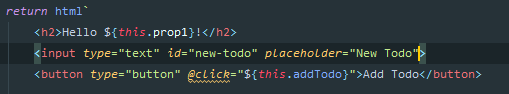 return html`
<h2>Hello ${this.prop1}!</h2>
<input type="text" id="new-todo" placeholder="New Todo">
<button type="button" @click="${this.addTodo}">Add Todo</button>